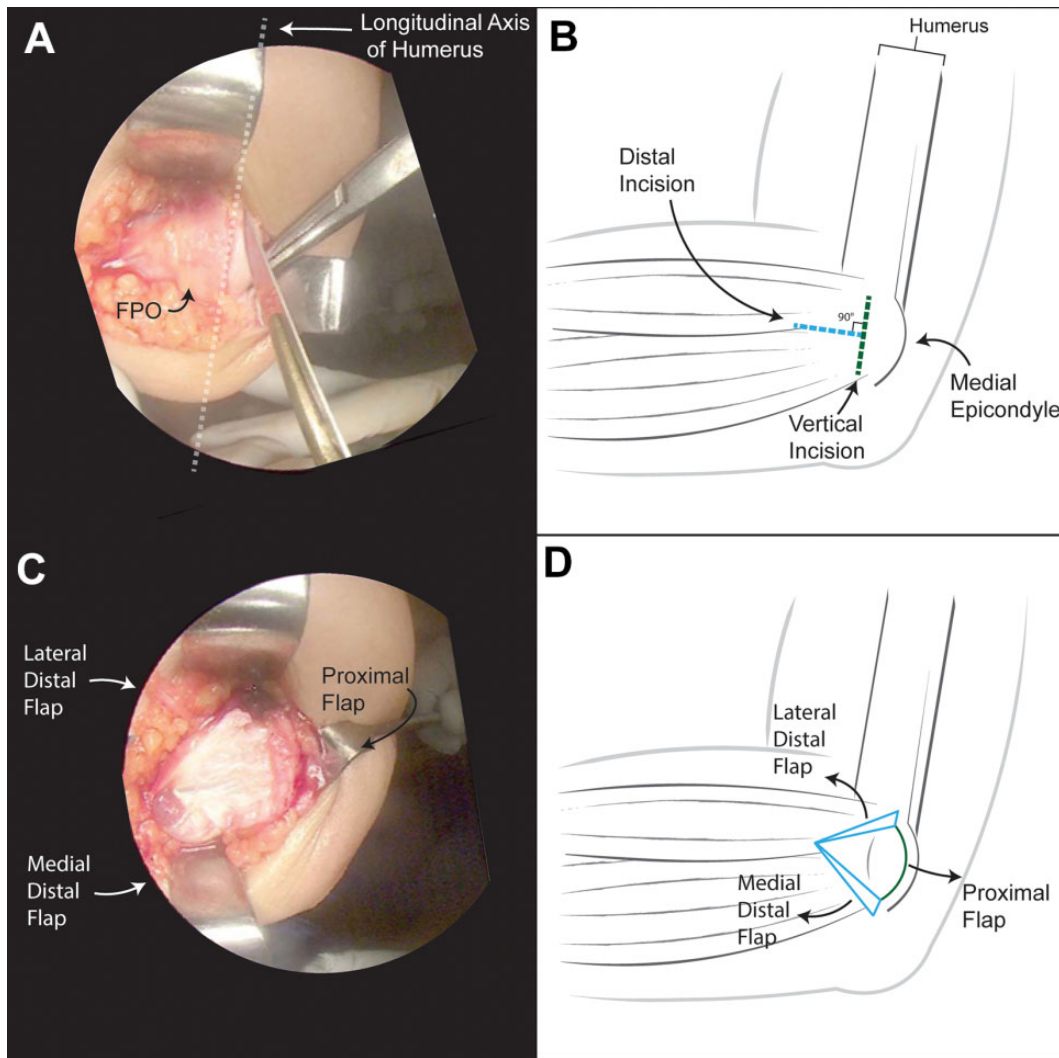 A
Longitudinal Axis
of Humerus
FPO
B
Humerus
Distal
Incision
90°
Medial
Epicondyle
Vertical
Incision
C
Lateral
Distal
Flap
Proximal
Flap
Medial
Distal
Flap
D
Lateral
Distal
Flap
Medial
Distal
Flap
Proximal
Flap